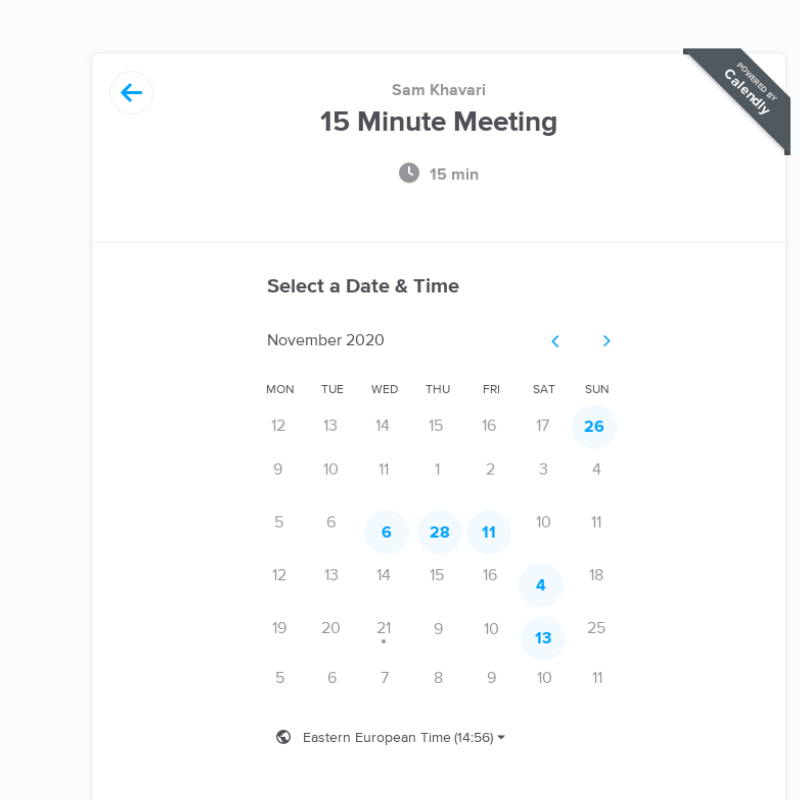 POWERED BY
Calendly
Sam Khavari
15 Minute Meeting
15 min
Select a Date & Time
November 2020
MON TUE WED THU FRI SAT SUN
12 13 14 15 16 17 26
9 10 11 1 2 3 4
5 6 6 28 11 10 11
12 13 14 15 16 4 18
19 20 21 9 10 13 25
5 6 7 8 9 10 11
Eastern European Time (14:56)